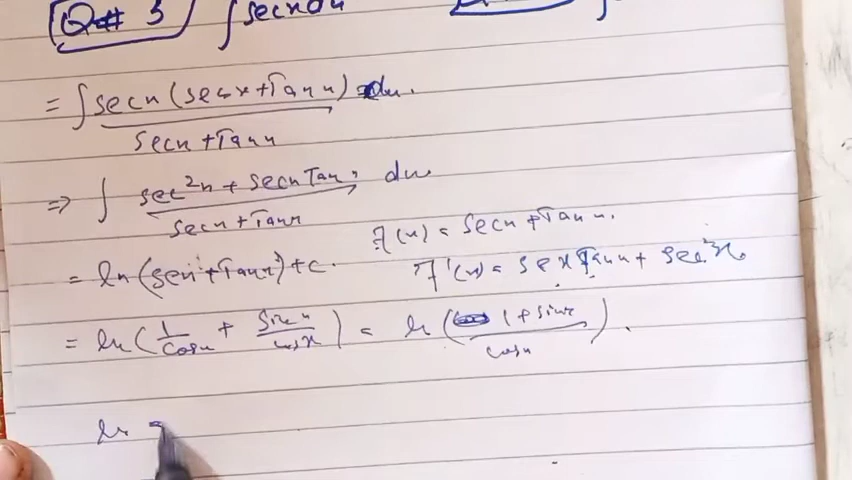 Q# 3 ∫ secx dx
= ∫ secx (secx + Tanx) / secx + Tanx dx.
⇒ ∫ sec²x + secx Tanx / secx + Tanx dx
f(x) = secx + Tanx.
= ln(secx + Tanx) + c.
f'(x) = sex Tanx + sec²x.
= ln(1/cosx + sinx/cosx) = ln(1 + sinx / cosx).
ln